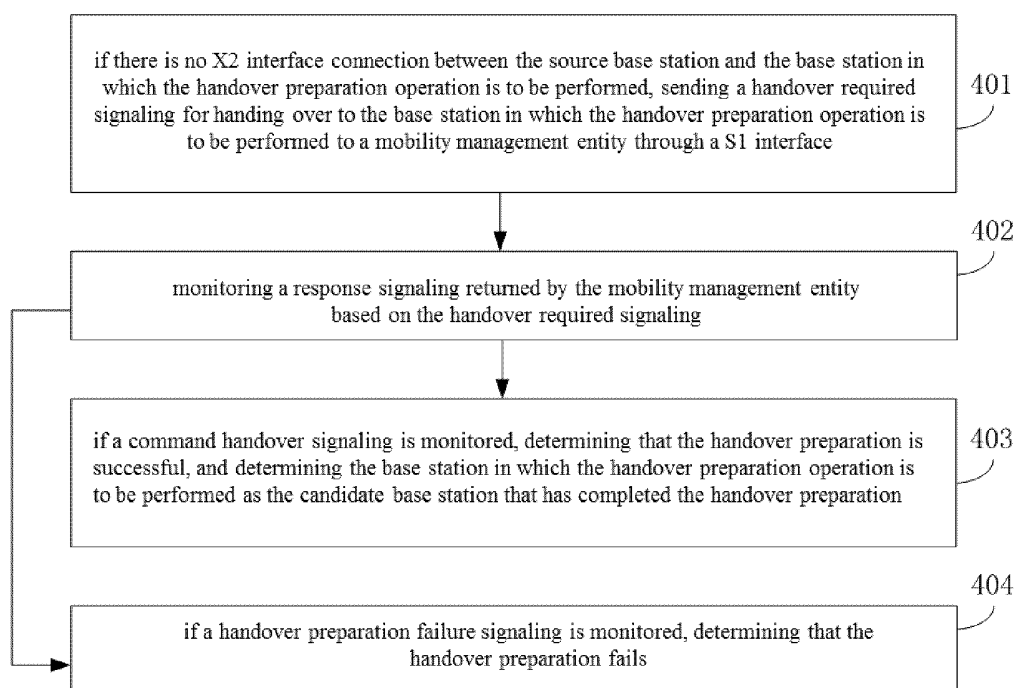 if there is no X2 interface connection between the source base station and the base station in
which the handover preparation operation is to be performed, sending a handover required
signaling for handing over to the base station in which the handover preparation operation is
to be performed to a mobility management entity through a S1 interface
401
402
monitoring a response signaling returned by the mobility management entity
based on the handover required signaling
if a command handover signaling is monitored, determining that the handover preparation is
successful, and determining the base station in which the handover preparation operation is
to be performed as the candidate base station that has completed the handover preparation
403
404
if a handover preparation failure signaling is monitored, determining that the
handover preparation fails